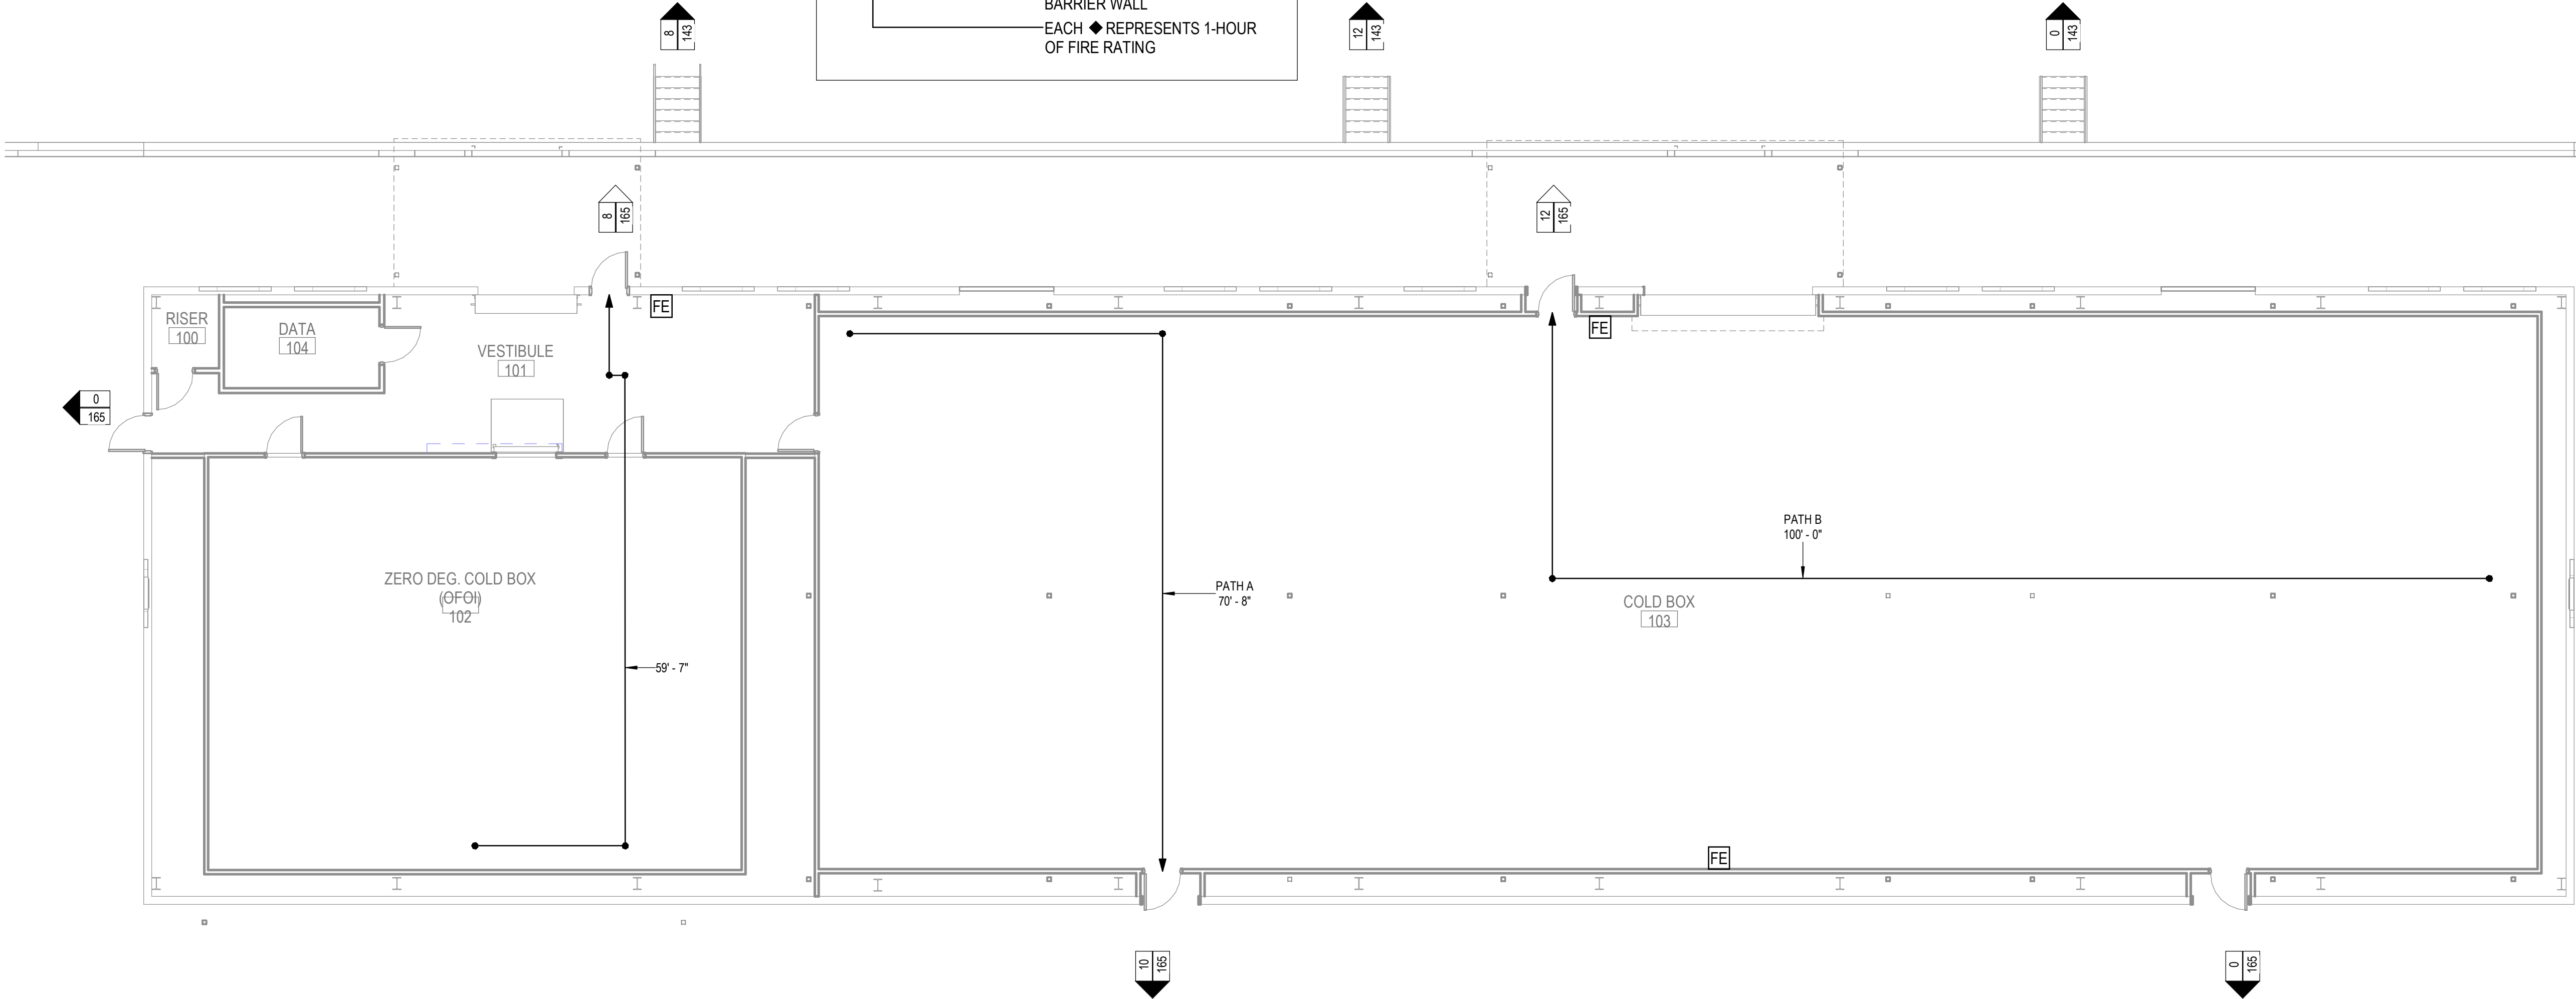 BARRIER WALL
EACH ◆ REPRESENTS 1-HOUR
OF FIRE RATING
8
143
12
143
0
143
8
165
12
165
FE
RISER
100
DATA
104
VESTIBULE
101
FE
0
165
PATH B
100' - 0"
ZERO DEG. COLD BOX
(OFOI)
102
PATH A
70' - 8"
COLD BOX
103
59' - 7"
FE
10
165
0
165